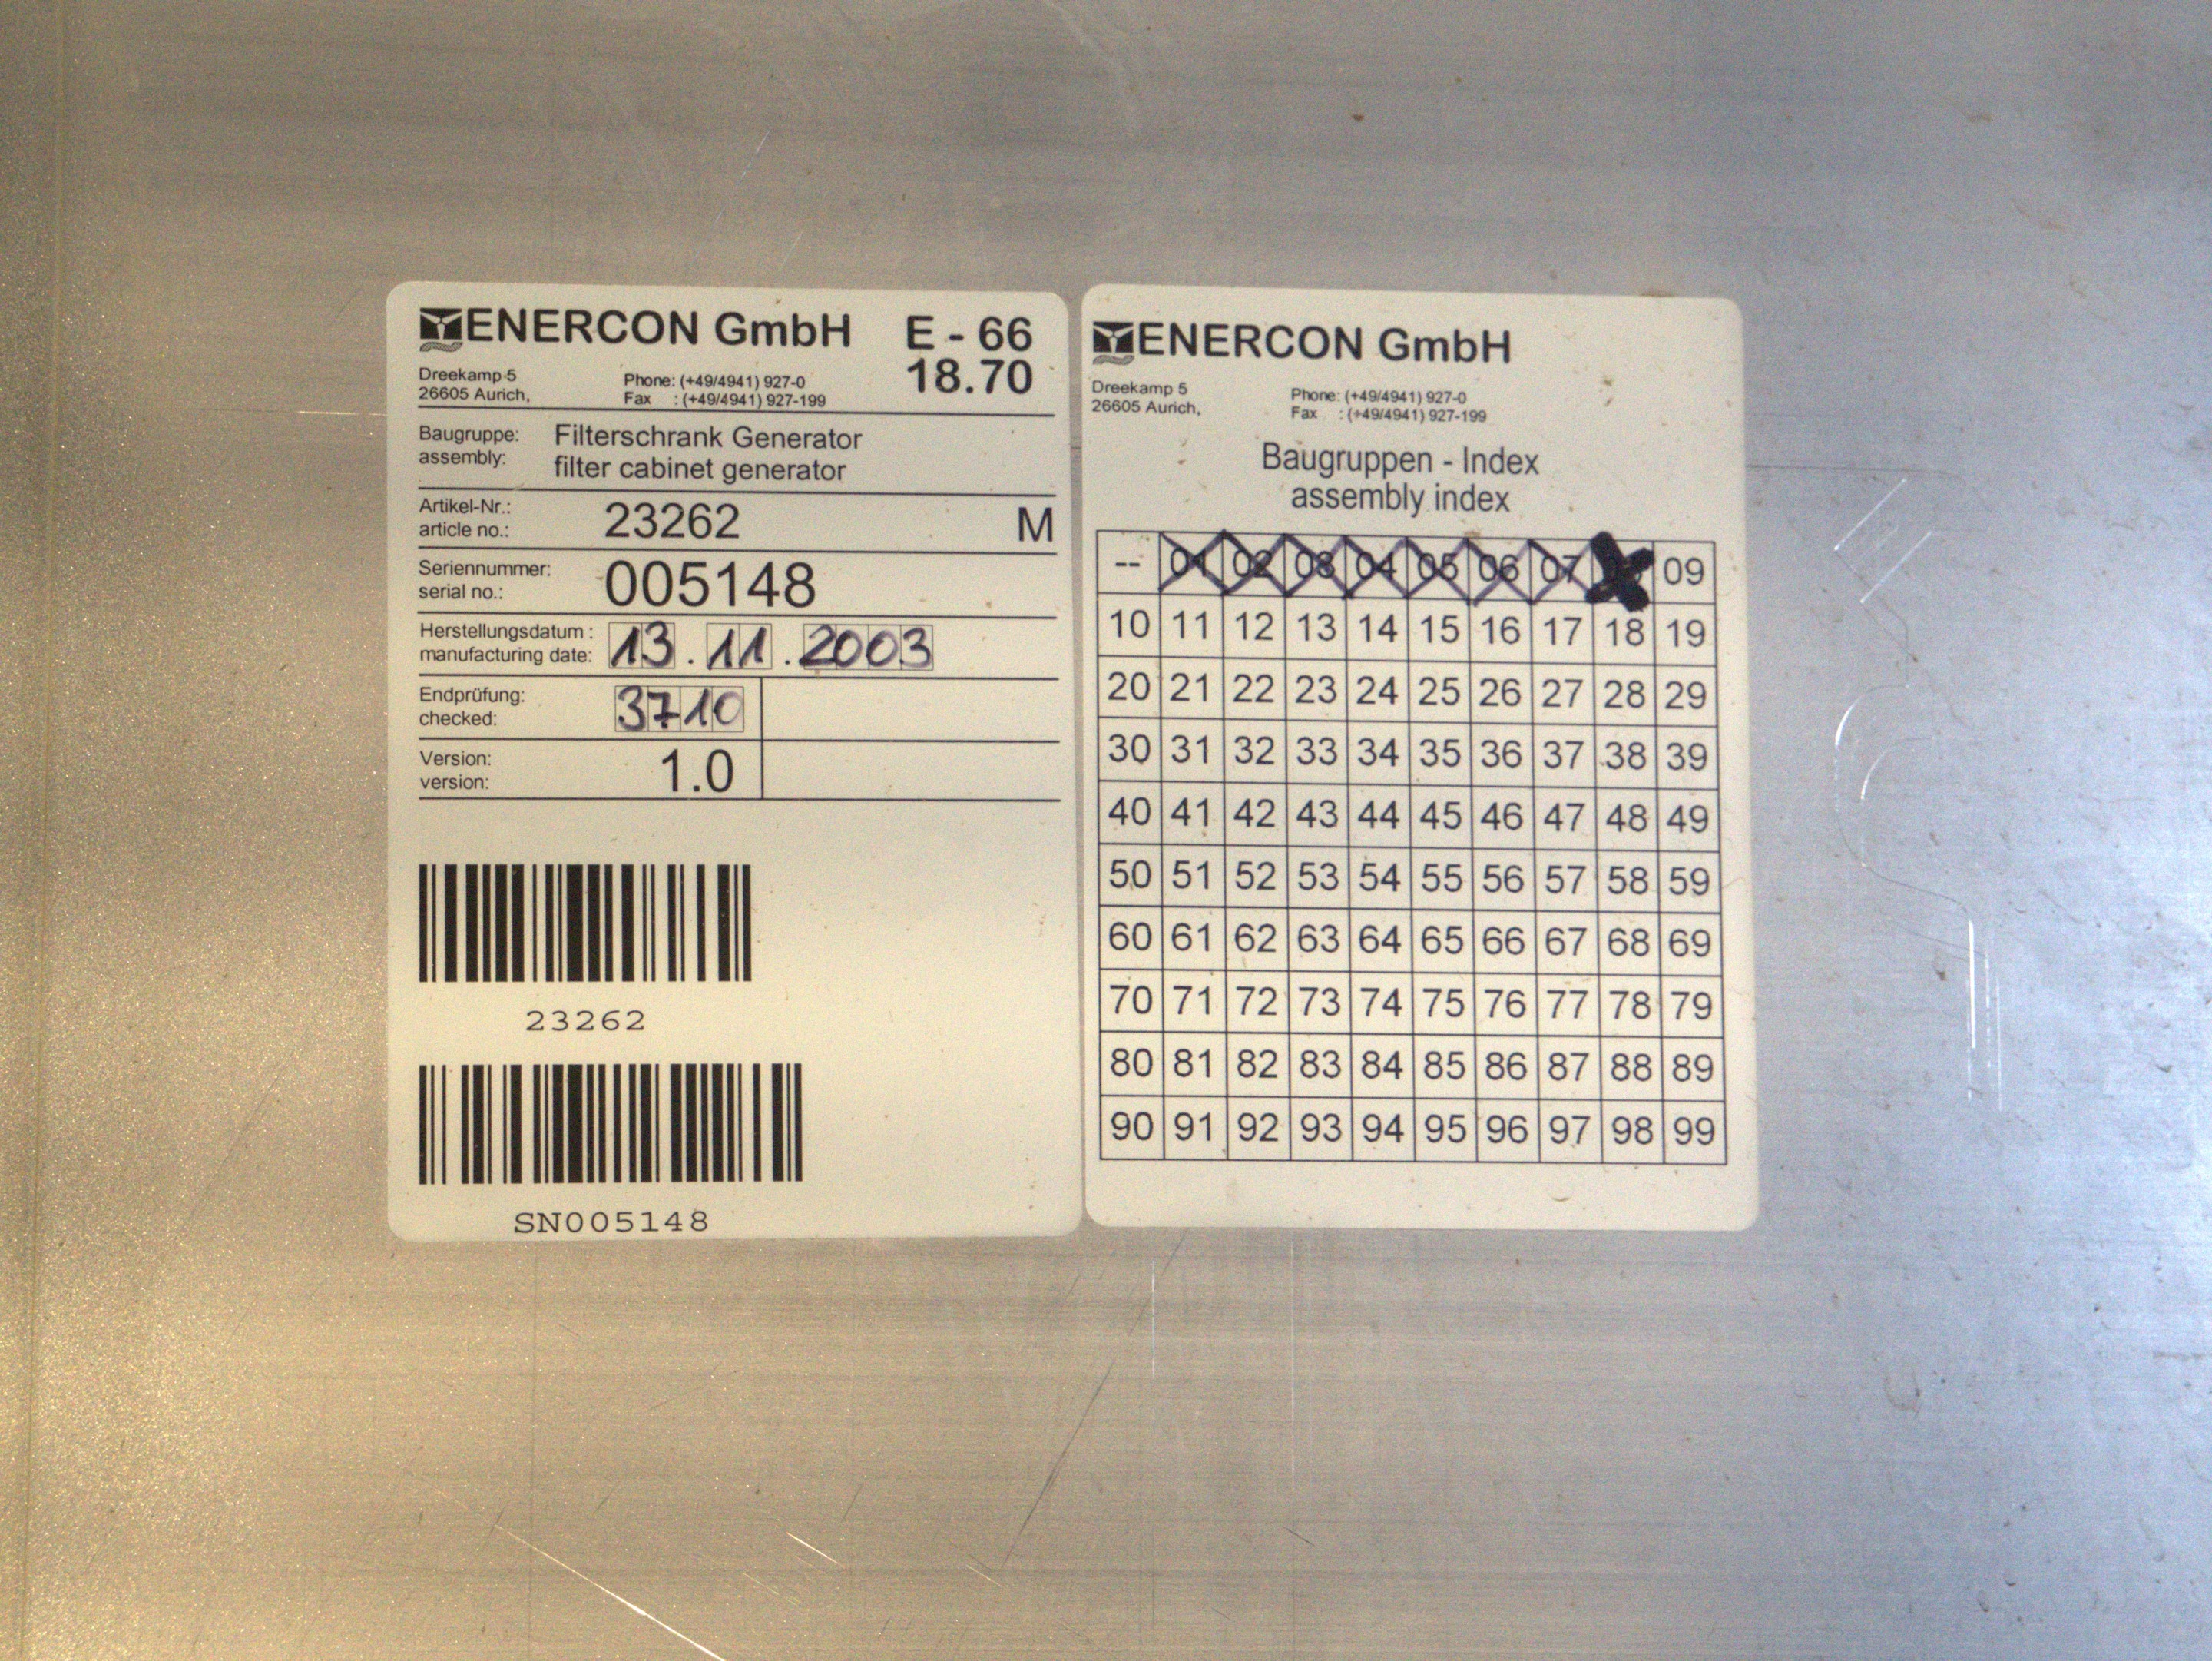 ENERCON GmbH E - 66
18.70
Dreekamp 5 Phone: (+49/4941) 927-0
26605 Aurich, Fax : (+49/4941) 927-199
Baugruppe: Filterschrank Generator
assembly: filter cabinet generator
Artikel-Nr.:
article no.: 23262 M
Seriennummer:
serial no.: 005148
Herstellungsdatum :
manufacturing date: 13.11.2003
Endprüfung:
checked: 3710
Version:
version: 1.0
23262
SN005148
ENERCON GmbH
Dreekamp 5 Phone: (+49/4941) 927-0
26605 Aurich, Fax : (+49/4941) 927-199
Baugruppen - Index
assembly index
-- 01 02 03 04 05 06 07 09
10 11 12 13 14 15 16 17 18 19
20 21 22 23 24 25 26 27 28 29
30 31 32 33 34 35 36 37 38 39
40 41 42 43 44 45 46 47 48 49
50 51 52 53 54 55 56 57 58 59
60 61 62 63 64 65 66 67 68 69
70 71 72 73 74 75 76 77 78 79
80 81 82 83 84 85 86 87 88 89
90 91 92 93 94 95 96 97 98 99